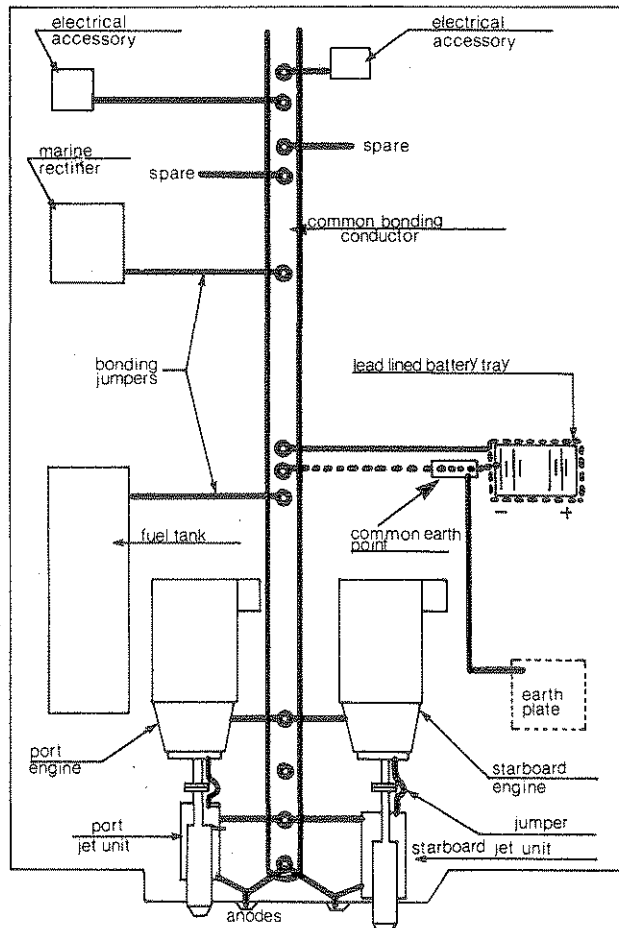 electrical
accessory
electrical
accessory
marine
rectifier
spare
spare
common bonding
conductor
bonding
jumpers
lead lined battery tray
- +
fuel tank
common earth
point
earth
plate
port
engine
starboard
engine
port
jet unit
jumper
starboard jet unit
anodes